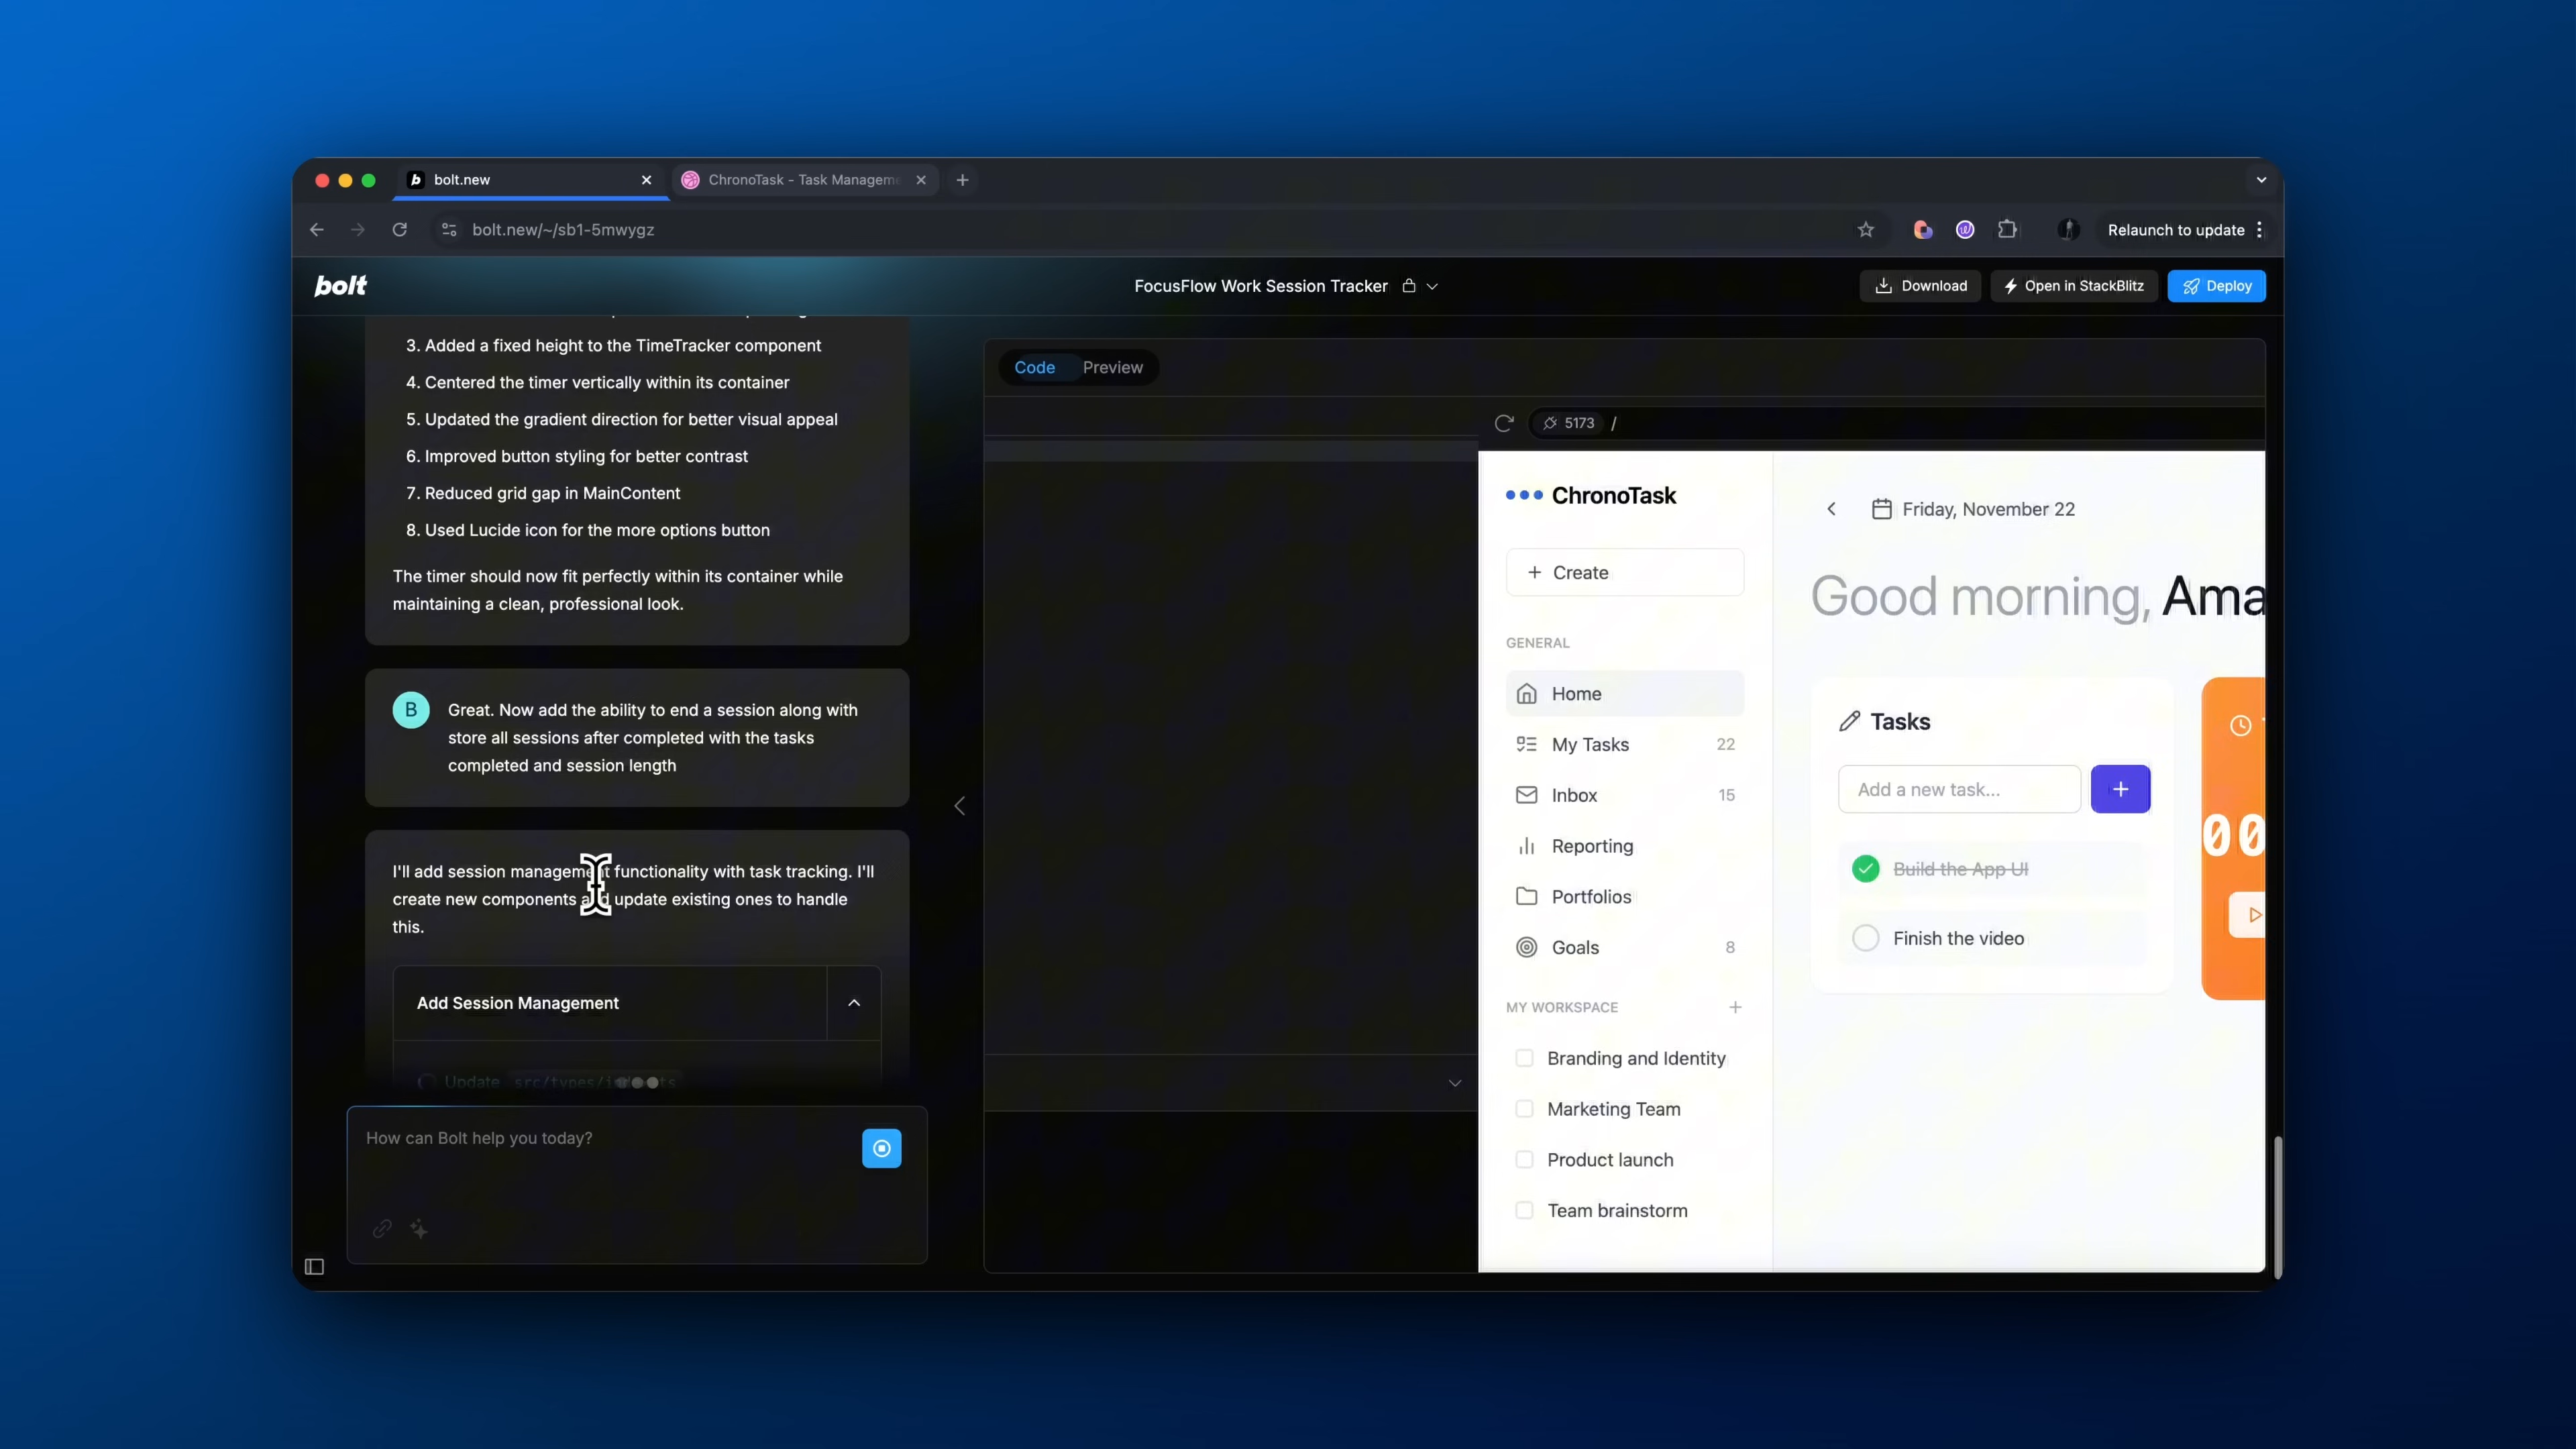 bolt.new
ChronoTask - Task Manageme
bolt.new/~/sb1-5mwygz
Relaunch to update
bolt
FocusFlow Work Session Tracker
Download
Open in StackBlitz
Deploy
3. Added a fixed height to the TimeTracker component
4. Centered the timer vertically within its container
5. Updated the gradient direction for better visual appeal
6. Improved button styling for better contrast
7. Reduced grid gap in MainContent
8. Used Lucide icon for the more options button
The timer should now fit perfectly within its container while
maintaining a clean, professional look.
B
Great. Now add the ability to end a session along with
store all sessions after completed with the tasks
completed and session length
I'll add session management functionality with task tracking. I'll
create new components and update existing ones to handle
this.
Add Session Management
Update
How can Bolt help you today?
Code
Preview
5173 /
ChronoTask
Create
GENERAL
Home
My Tasks 22
Inbox 15
Reporting
Portfolios
Goals 8
MY WORKSPACE
Branding and Identity
Marketing Team
Product launch
Team brainstorm
Friday, November 22
Good morning, Ama
Tasks
Add a new task...
Build the App UI
Finish the video
00